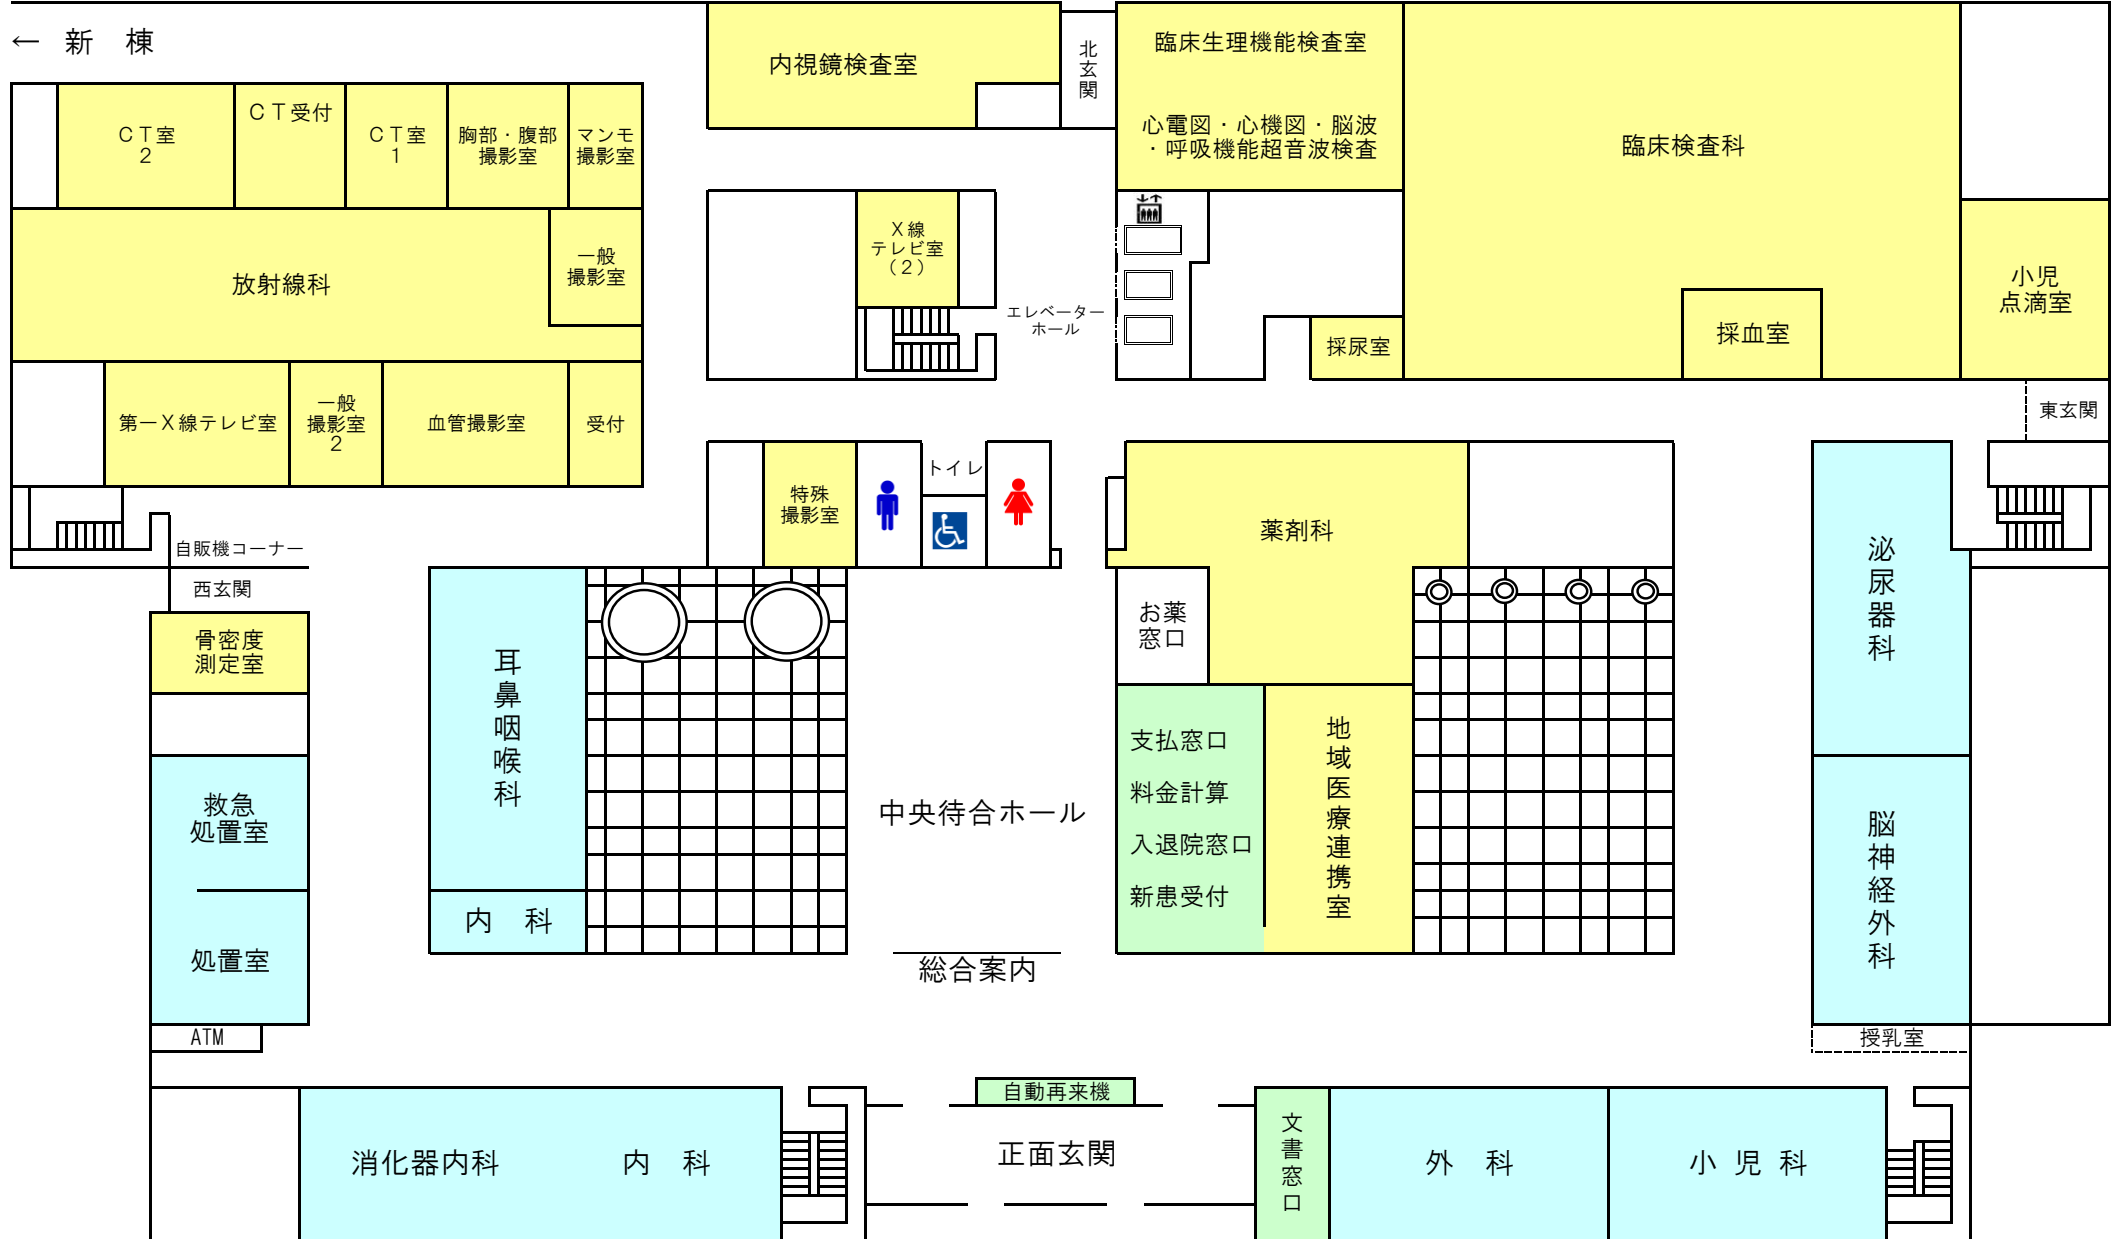 ← 新 棟
内視鏡検査室
北玄関
臨床生理機能検査室
心電図・心機図・脳波
・呼吸機能超音波検査
臨床検査科
CT室
2
CT受付
CT室
1
胸部・腹部
撮影室
マンモ
撮影室
放射線科
一般
撮影室
X線
テレビ室
(2)
エレベーター
ホール
採尿室
採血室
小児
点滴室
東玄関
第一X線テレビ室
一般
撮影室
2
血管撮影室
受付
特殊
撮影室
トイレ
薬剤科
自販機コーナー
西玄関
骨密度
測定室
耳鼻咽喉科
お薬
窓口
泌尿器科
救急
処置室
中央待合ホール
支払窓口
料金計算
入退院窓口
新患受付
地域医療連携室
脳神経外科
内 科
処置室
総合案内
ATM
授乳室
自動再来機
消化器内科
内 科
正面玄関
文書窓口
外 科
小 児 科